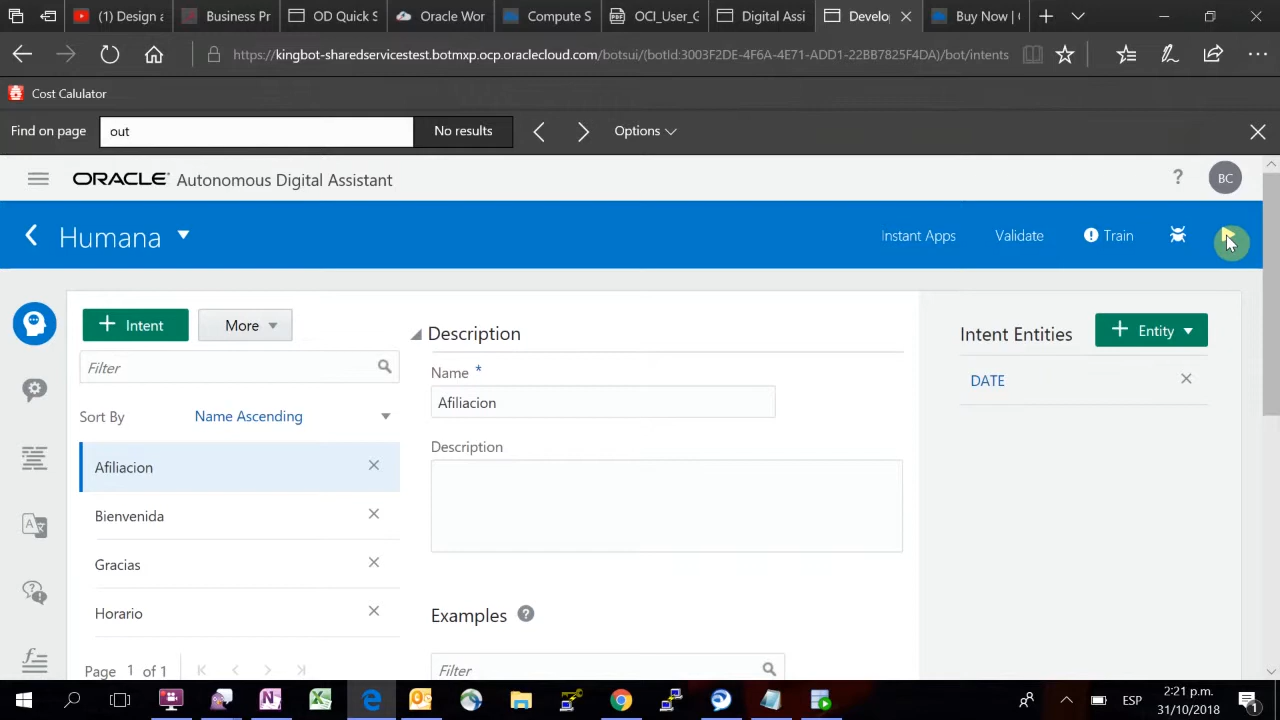 (1) Design a
Business Pr
OD Quick S
Oracle Wor
Compute S
OCI_User_G
Digital Assi
Develo
Buy Now | (
https://kingbot-sharedservicestest.botmxp.ocp.oraclecloud.com/botsui/(botId:3003F2DE-4F6A-4E71-ADD1-22BB7825F4DA)/bot/intents
Cost Calulator
Find on page
out
No results
Options
ORACLE Autonomous Digital Assistant
?
BC
Humana
Instant Apps
Validate
Train
+ Intent
More
Description
Intent Entities
+ Entity
Filter
Name *
DATE
Sort By
Name Ascending
Afiliacion
Description
Afiliacion
Bienvenida
Gracias
Horario
Examples ?
Page 1 of 1
Filter
ESP
2:21 p.m.
31/10/2018
1